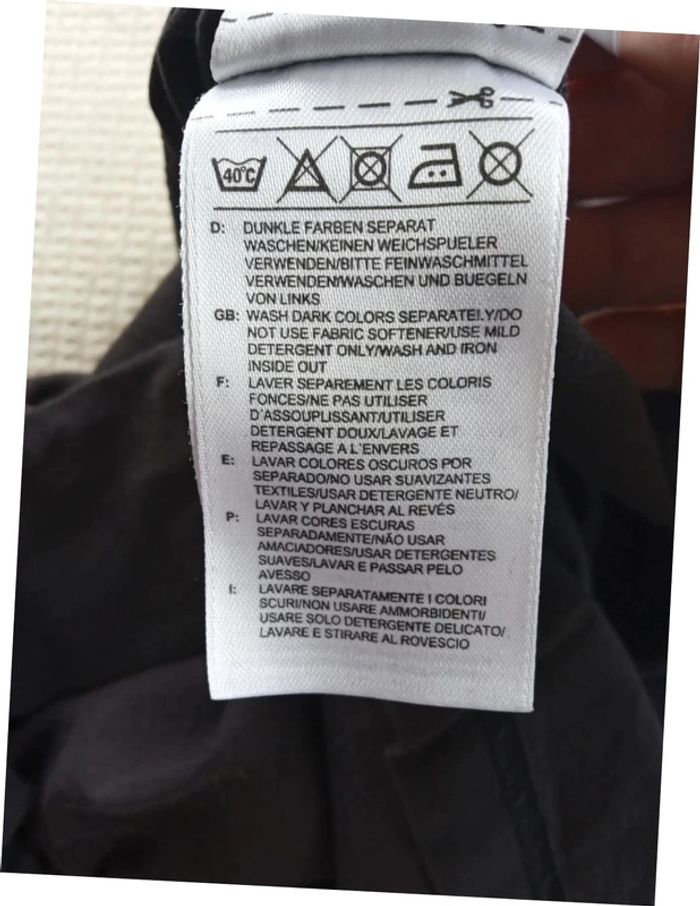 40°C
D: DUNKLE FARBEN SEPARAT
WASCHEN/KEINEN WEICHSPUELER
VERWENDEN/BITTE FEINWASCHMITTEL
VERWENDEN/WASCHEN UND BUEGELN
VON LINKS
GB: WASH DARK COLORS SEPARATELY/DO
NOT USE FABRIC SOFTENER/USE MILD
DETERGENT ONLY/WASH AND IRON
INSIDE OUT
F: LAVER SEPAREMENT LES COLORIS
FONCES/NE PAS UTILISER
D'ASSOUPLISSANT/UTILISER
DETERGENT DOUX/LAVAGE ET
REPASSAGE A L'ENVERS
E: LAVAR COLORES OSCUROS POR
SEPARADO/NO USAR SUAVIZANTES
TEXTILES/USAR DETERGENTE NEUTRO/
LAVAR Y PLANCHAR AL REVÉS
P: LAVAR CORES ESCURAS
SEPARADAMENTE/NÃO USAR
AMACIADORES/USAR DETERGENTES
SUAVES/LAVAR E PASSAR PELO
AVESSO
I: LAVARE SEPARATAMENTE I COLORI
SCURI/NON USARE AMMORBIDENTI/
USARE SOLO DETERGENTE DELICATO/
LAVARE E STIRARE AL ROVESCIO